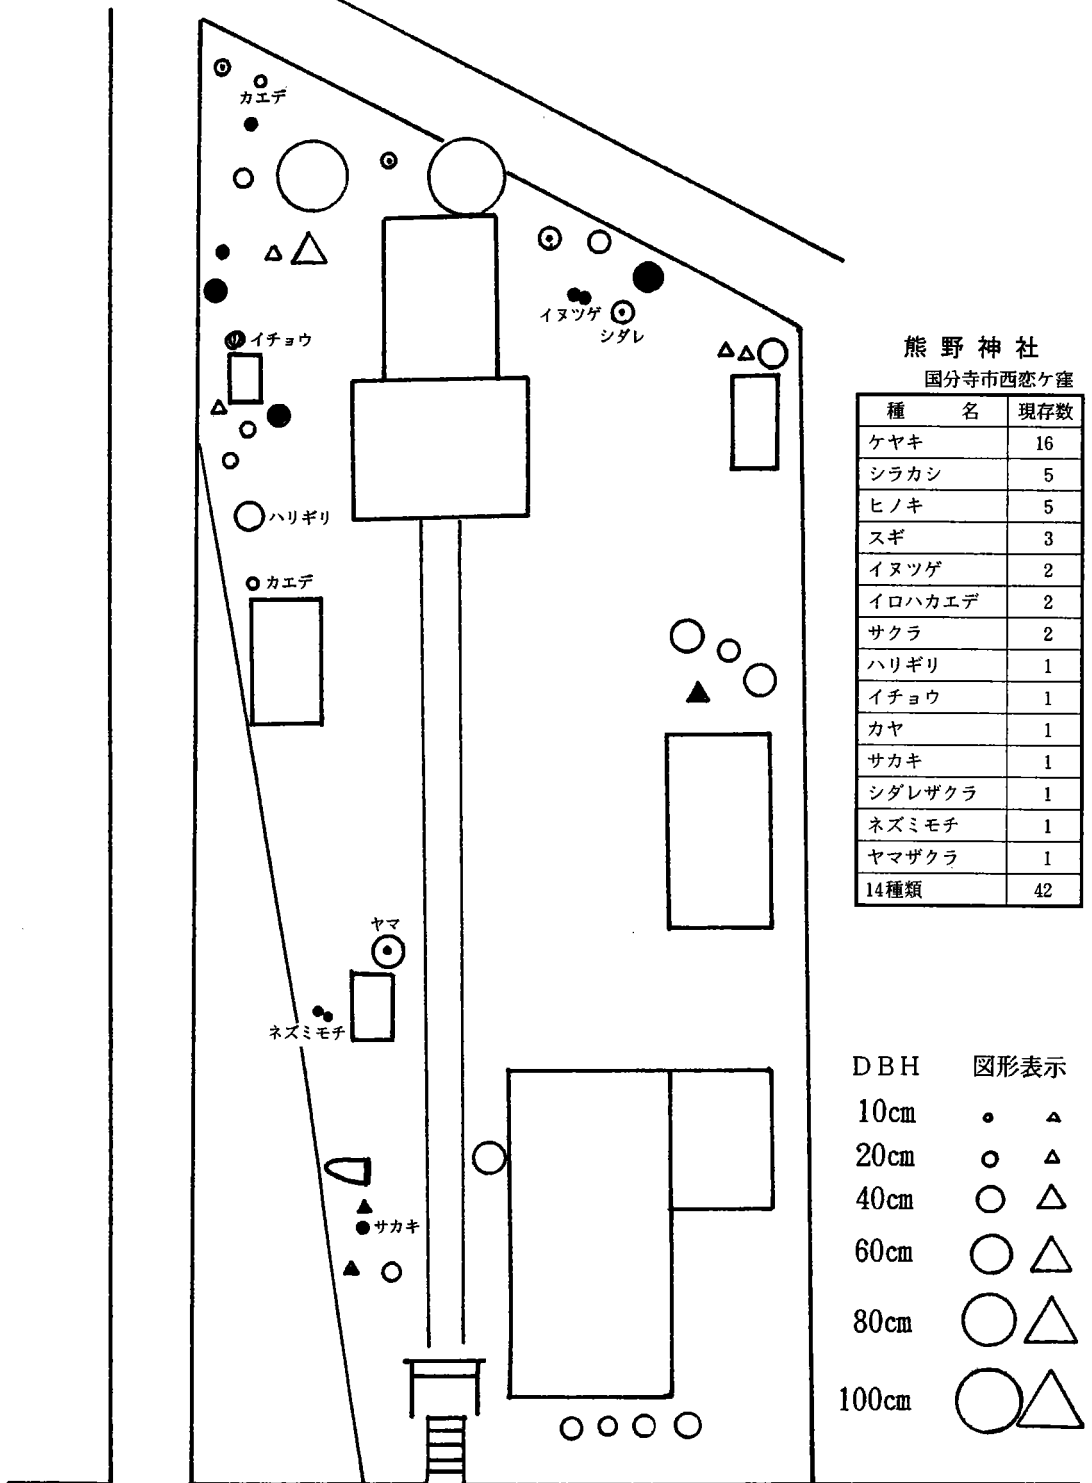 カエデ
イヌツゲ
シダレ
イチョウ
ハリギリ
カエデ
ヤマ
ネズミモチ
サカキ
熊野神社
国分寺市西恋ケ窪
種名 現存数
ケヤキ 16
シラカシ 5
ヒノキ 5
スギ 3
イヌツゲ 2
イロハカエデ 2
サクラ 2
ハリギリ 1
イチョウ 1
カヤ 1
サカキ 1
シダレザクラ 1
ネズミモチ 1
ヤマザクラ 1
14種類 42
DBH 図形表示
10cm
20cm
40cm
60cm
80cm
100cm